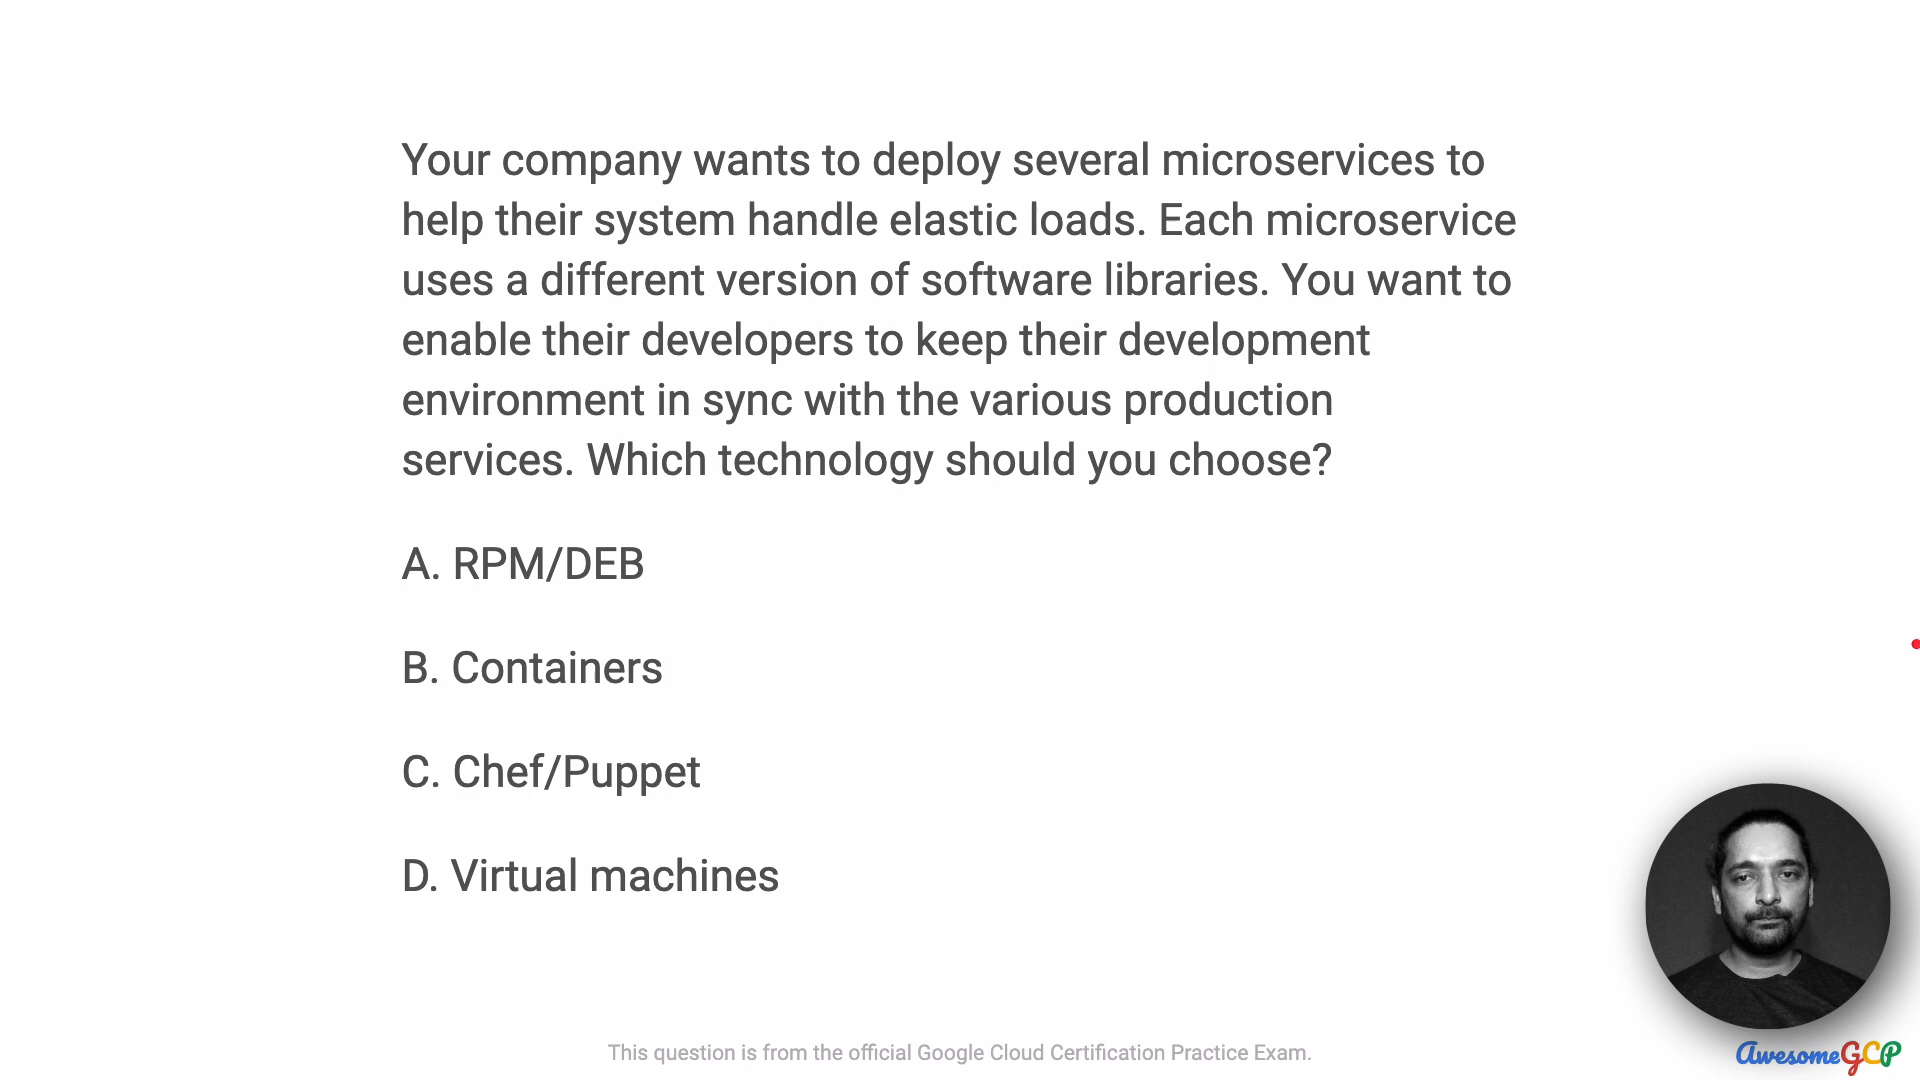 Your company wants to deploy several microservices to
help their system handle elastic loads. Each microservice
uses a different version of software libraries. You want to
enable their developers to keep their development
environment in sync with the various production
services. Which technology should you choose?
A. RPM/DEB
B. Containers
C. Chef/Puppet
D. Virtual machines
This question is from the official Google Cloud Certification Practice Exam.
AwesomeGCP